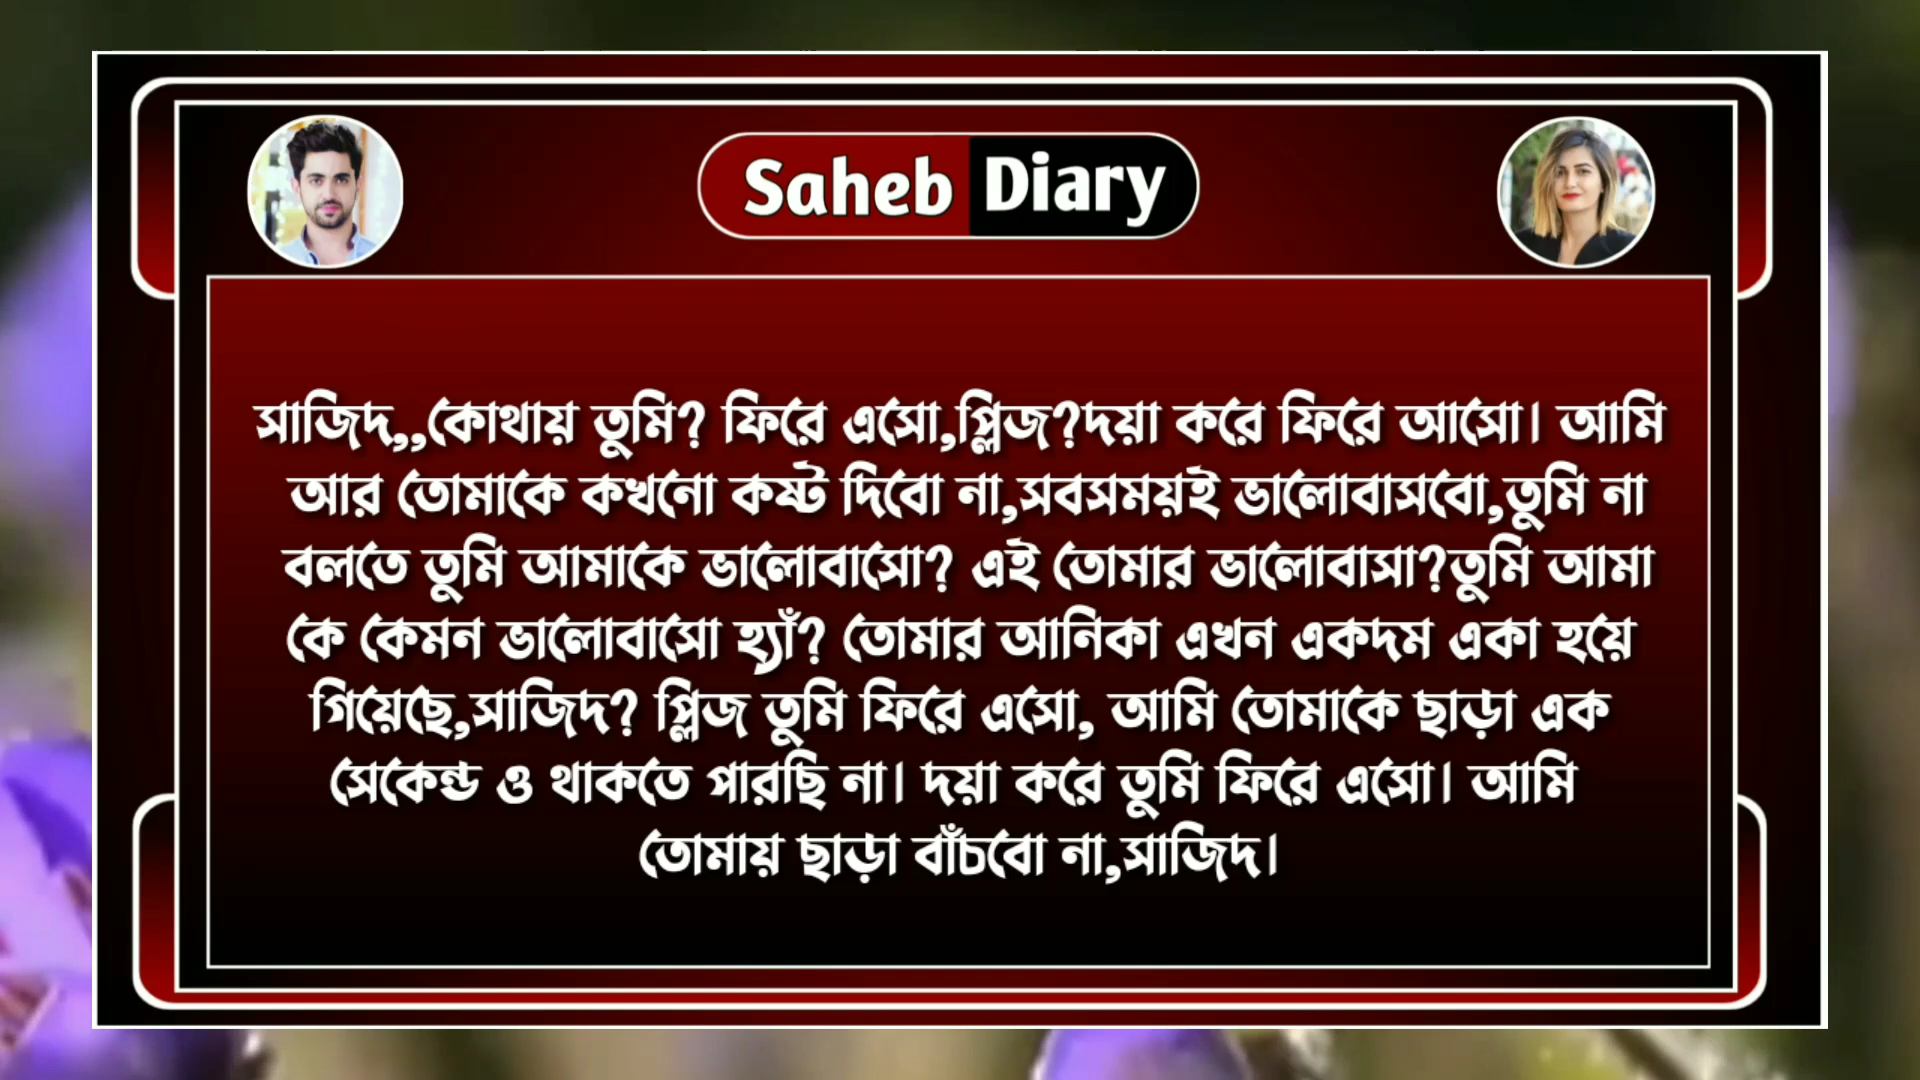 Saheb Diary
সাজিদ,,কোথায় তুমি? ফিরে এসো,প্লিজ?দয়া করে ফিরে আসো। আমি
আর তোমাকে কখনো কষ্ট দিবো না,সবসময়ই ভালোবাসবো,তুমি না
বলতে তুমি আমাকে ভালোবাসো? এই তোমার ভালোবাসা?তুমি আমা
কে কেমন ভালোবাসো হ্যাঁ? তোমার আনিকা এখন একদম একা হয়ে
গিয়েছে,সাজিদ? প্লিজ তুমি ফিরে এসো, আমি তোমাকে ছাড়া এক
সেকেন্ড ও থাকতে পারছি না। দয়া করে তুমি ফিরে এসো। আমি
তোমায় ছাড়া বাঁচবো না,সাজিদ।